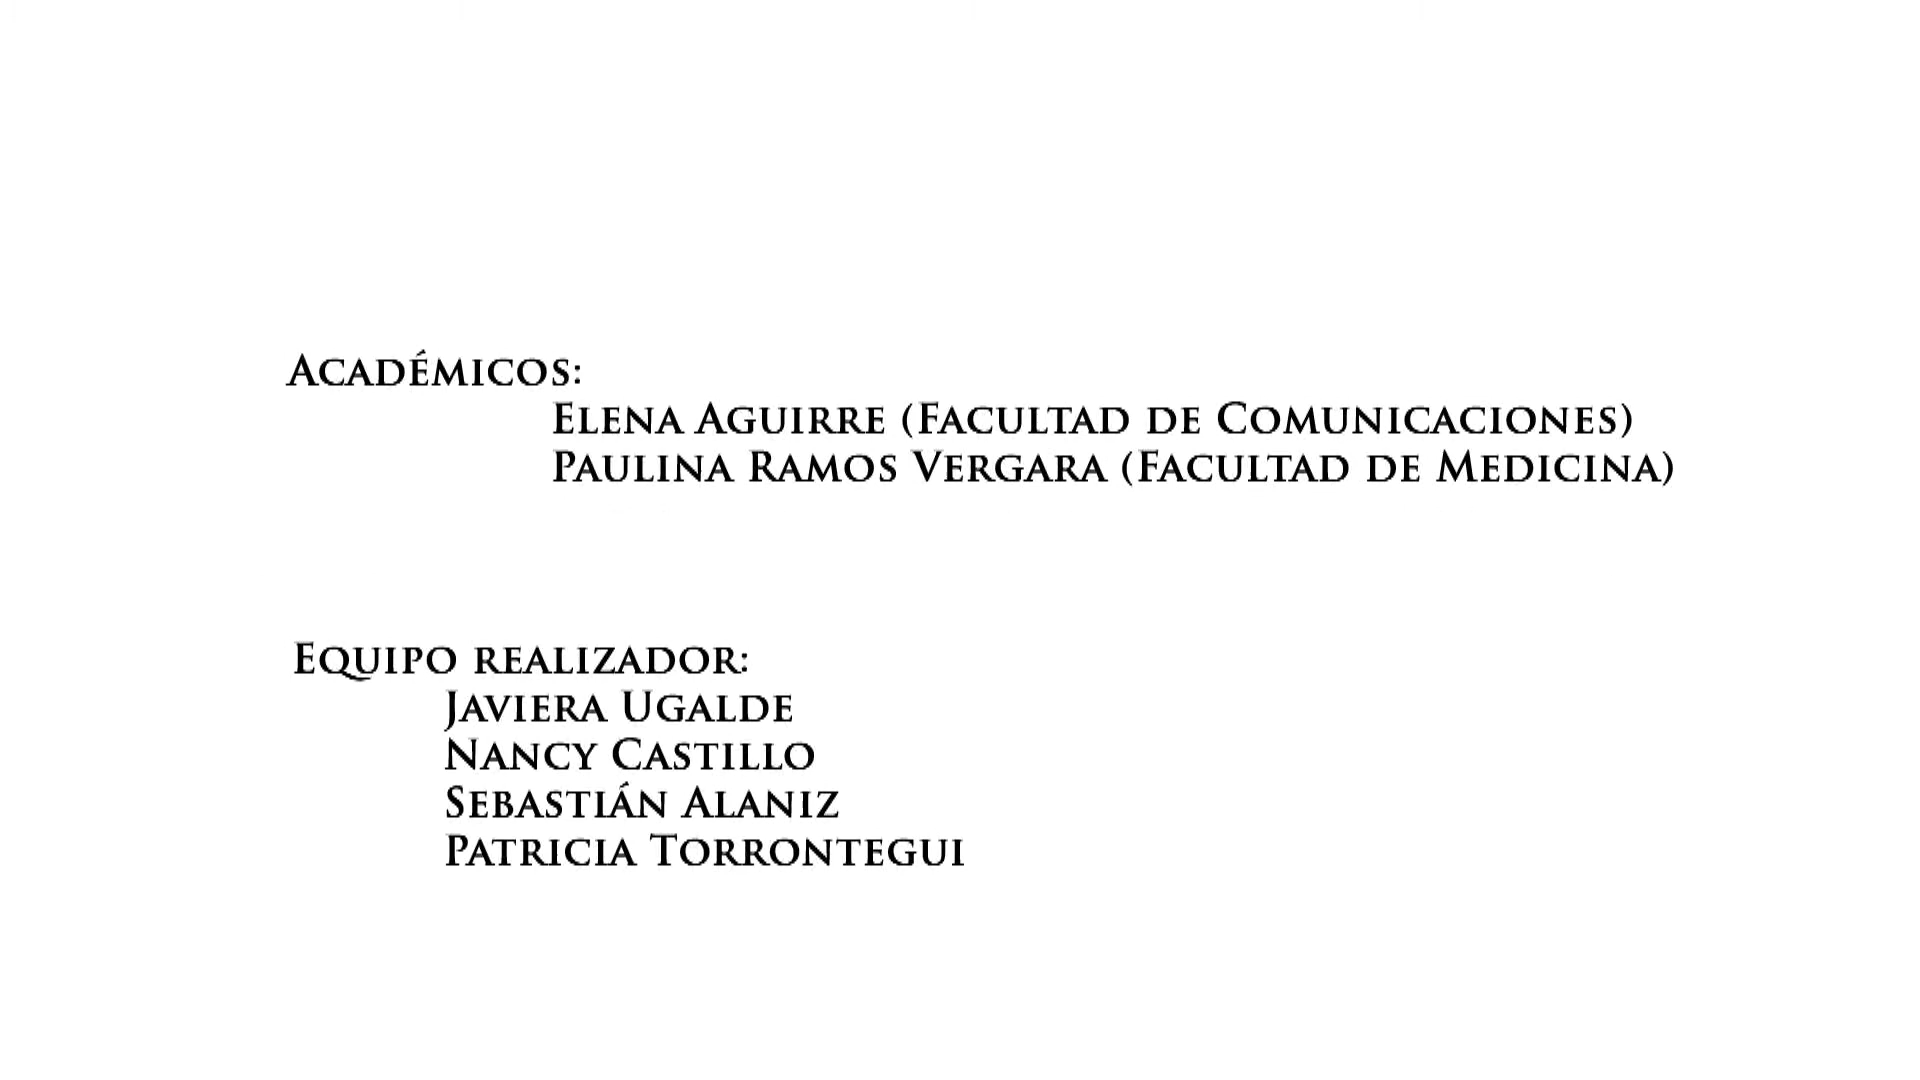 Académicos:
Elena Aguirre (Facultad de Comunicaciones)
Paulina Ramos Vergara (Facultad de Medicina)
Equipo realizador:
Javiera Ugalde
Nancy Castillo
Sebastián Alaniz
Patricia Torrontegui